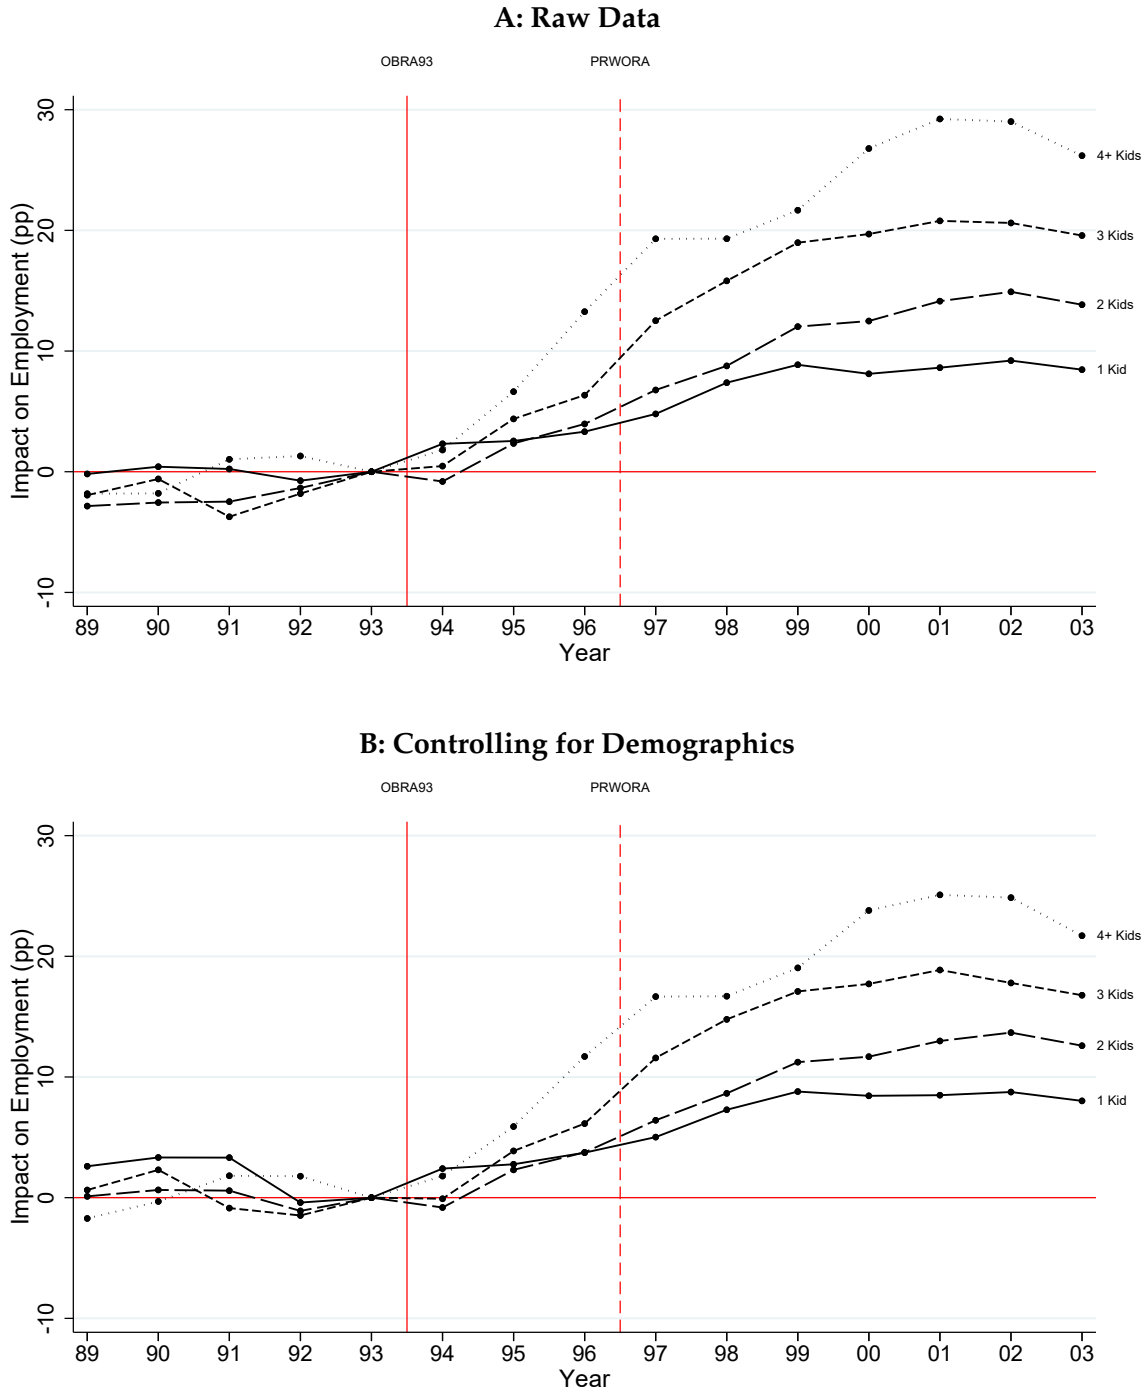 A: Raw Data
OBRA93 PRWORA
Impact on Employment (pp)
30
20
10
0
-10
4+ Kids
3 Kids
2 Kids
1 Kid
89 90 91 92 93 94 95 96 97 98 99 00 01 02 03
Year
B: Controlling for Demographics
OBRA93 PRWORA
Impact on Employment (pp)
30
20
10
0
-10
4+ Kids
3 Kids
2 Kids
1 Kid
89 90 91 92 93 94 95 96 97 98 99 00 01 02 03
Year